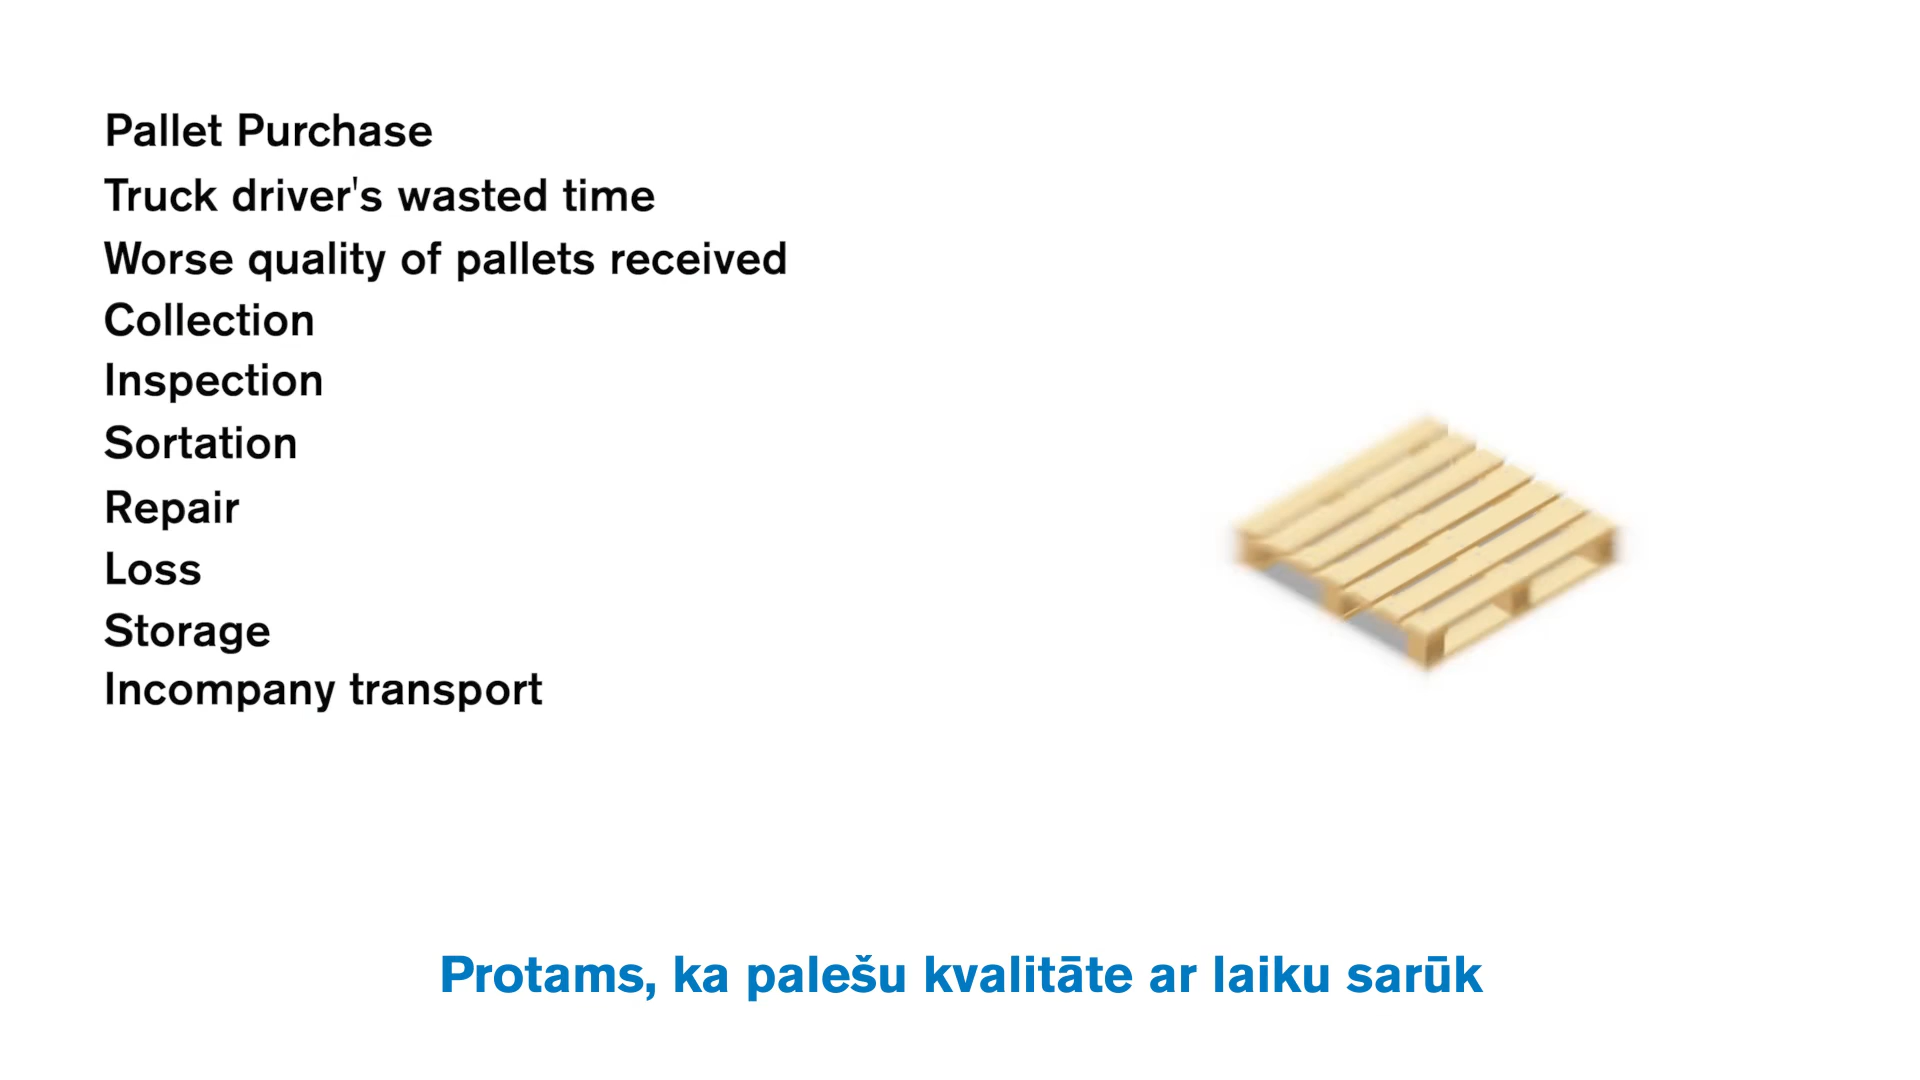 Pallet Purchase
Truck driver's wasted time
Worse quality of pallets received
Collection
Inspection
Sortation
Repair
Loss
Storage
Incompany transport
Protams, ka palešu kvalitāte ar laiku sarūk